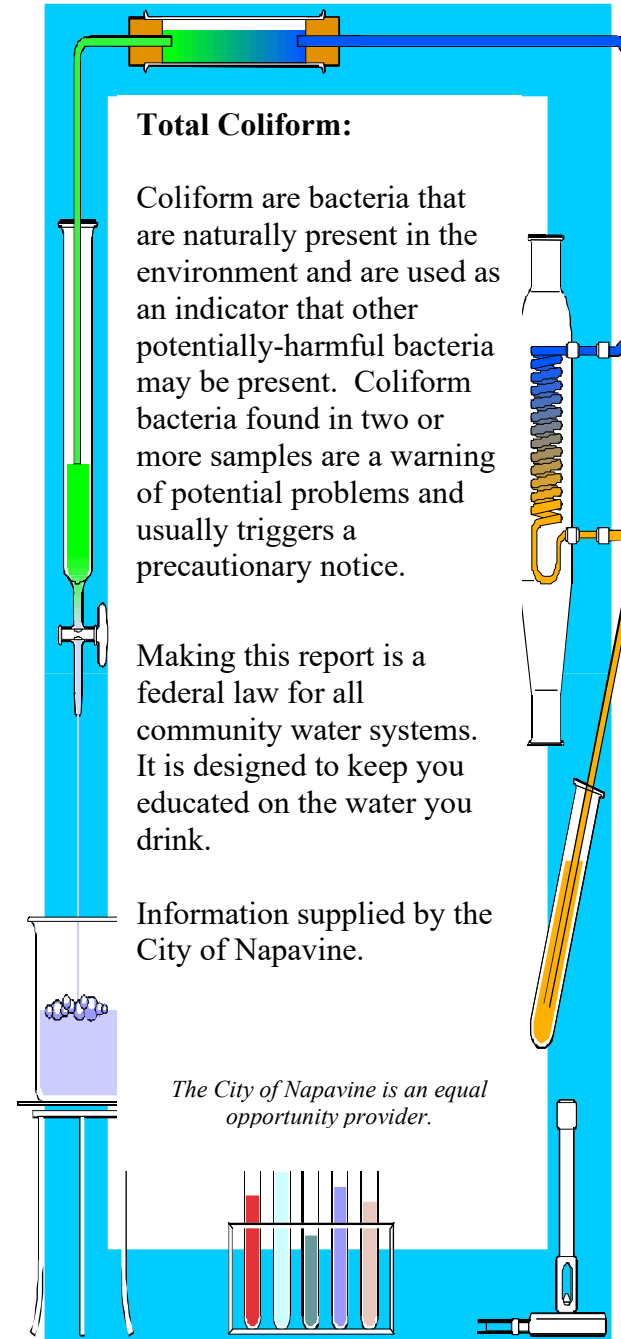 Total Coliform:
Coliform are bacteria that
are naturally present in the
environment and are used as
an indicator that other
potentially-harmful bacteria
may be present.  Coliform
bacteria found in two or
more samples are a warning
of potential problems and
usually triggers a
precautionary notice.
Making this report is a
federal law for all
community water systems.
It is designed to keep you
educated on the water you
drink.
Information supplied by the
City of Napavine.
The City of Napavine is an equal
opportunity provider.